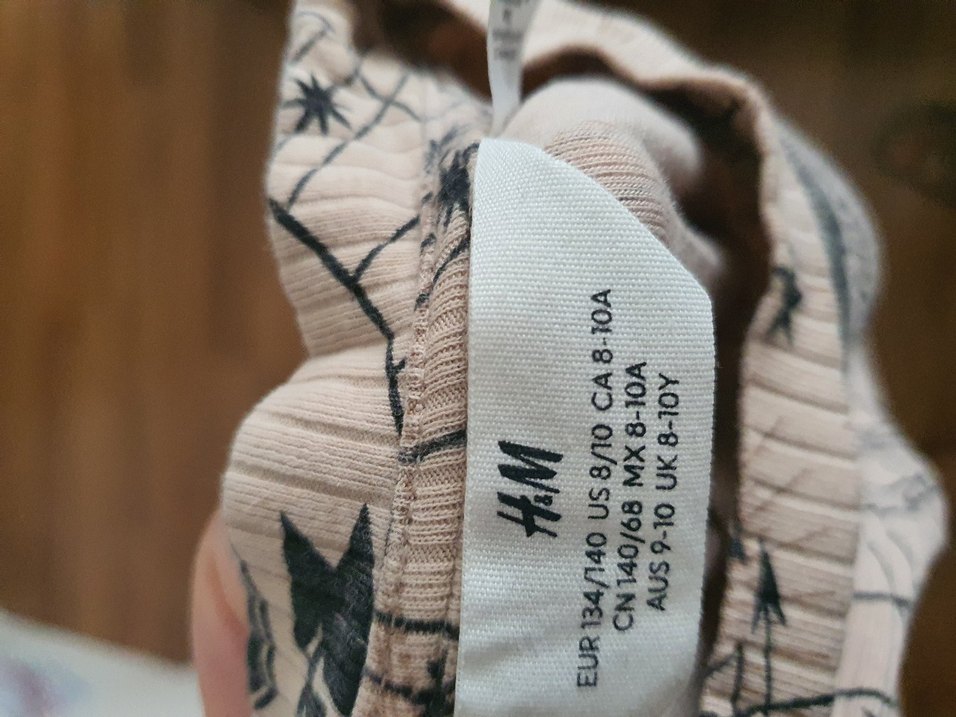 H&M
EUR 134/140 US 8/10 CA 8-10A
CN 140/68 MX 8-10A
AUS 9-10 UK 8-10Y